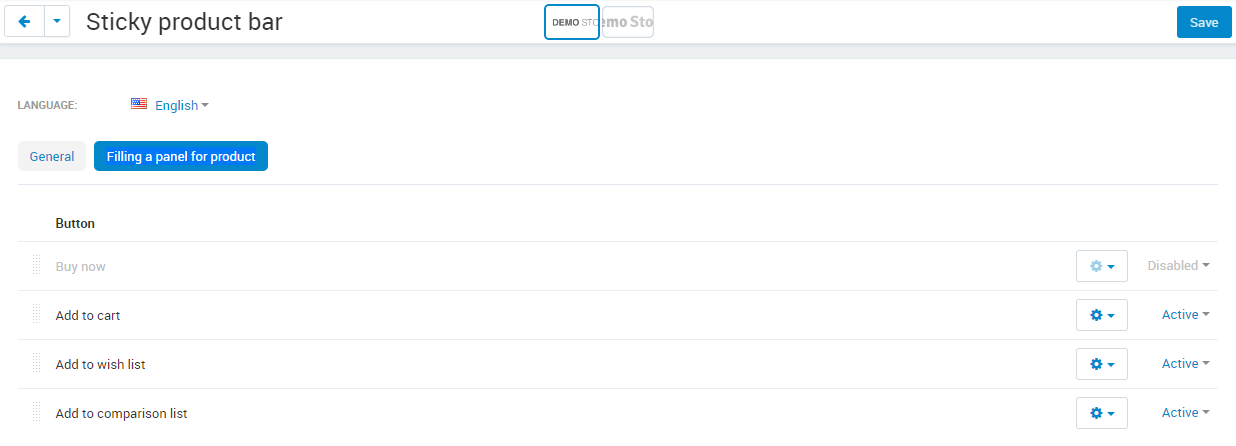 Sticky product bar
DEMO STO
emo Sto
Save
LANGUAGE:
English
General
Filling a panel for product
Button
Buy now
Disabled
Add to cart
Active
Add to wish list
Active
Add to comparison list
Active